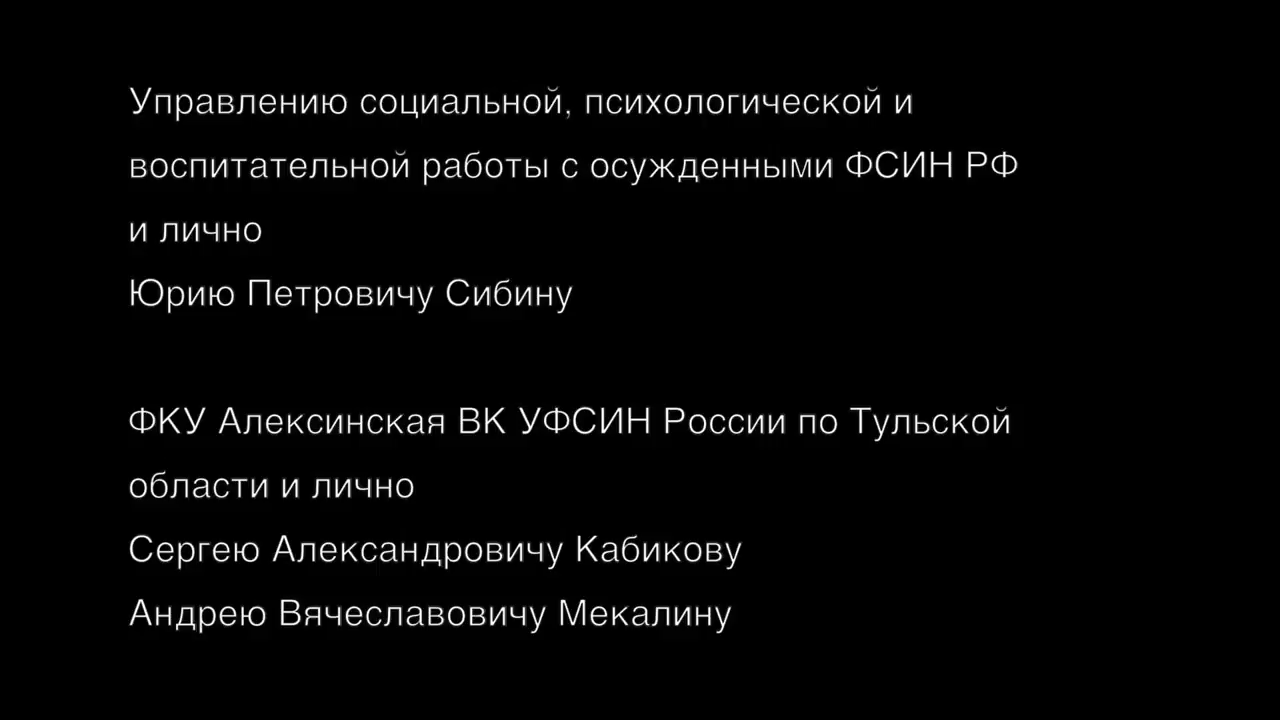 Управлению социальной, психологической и
воспитательной работы с осужденными ФСИН РФ
и лично
Юрию Петровичу Сибину
ФКУ Алексинская ВК УФСИН России по Тульской
области и лично
Сергею Александровичу Кабикову
Андрею Вячеславовичу Мекалину